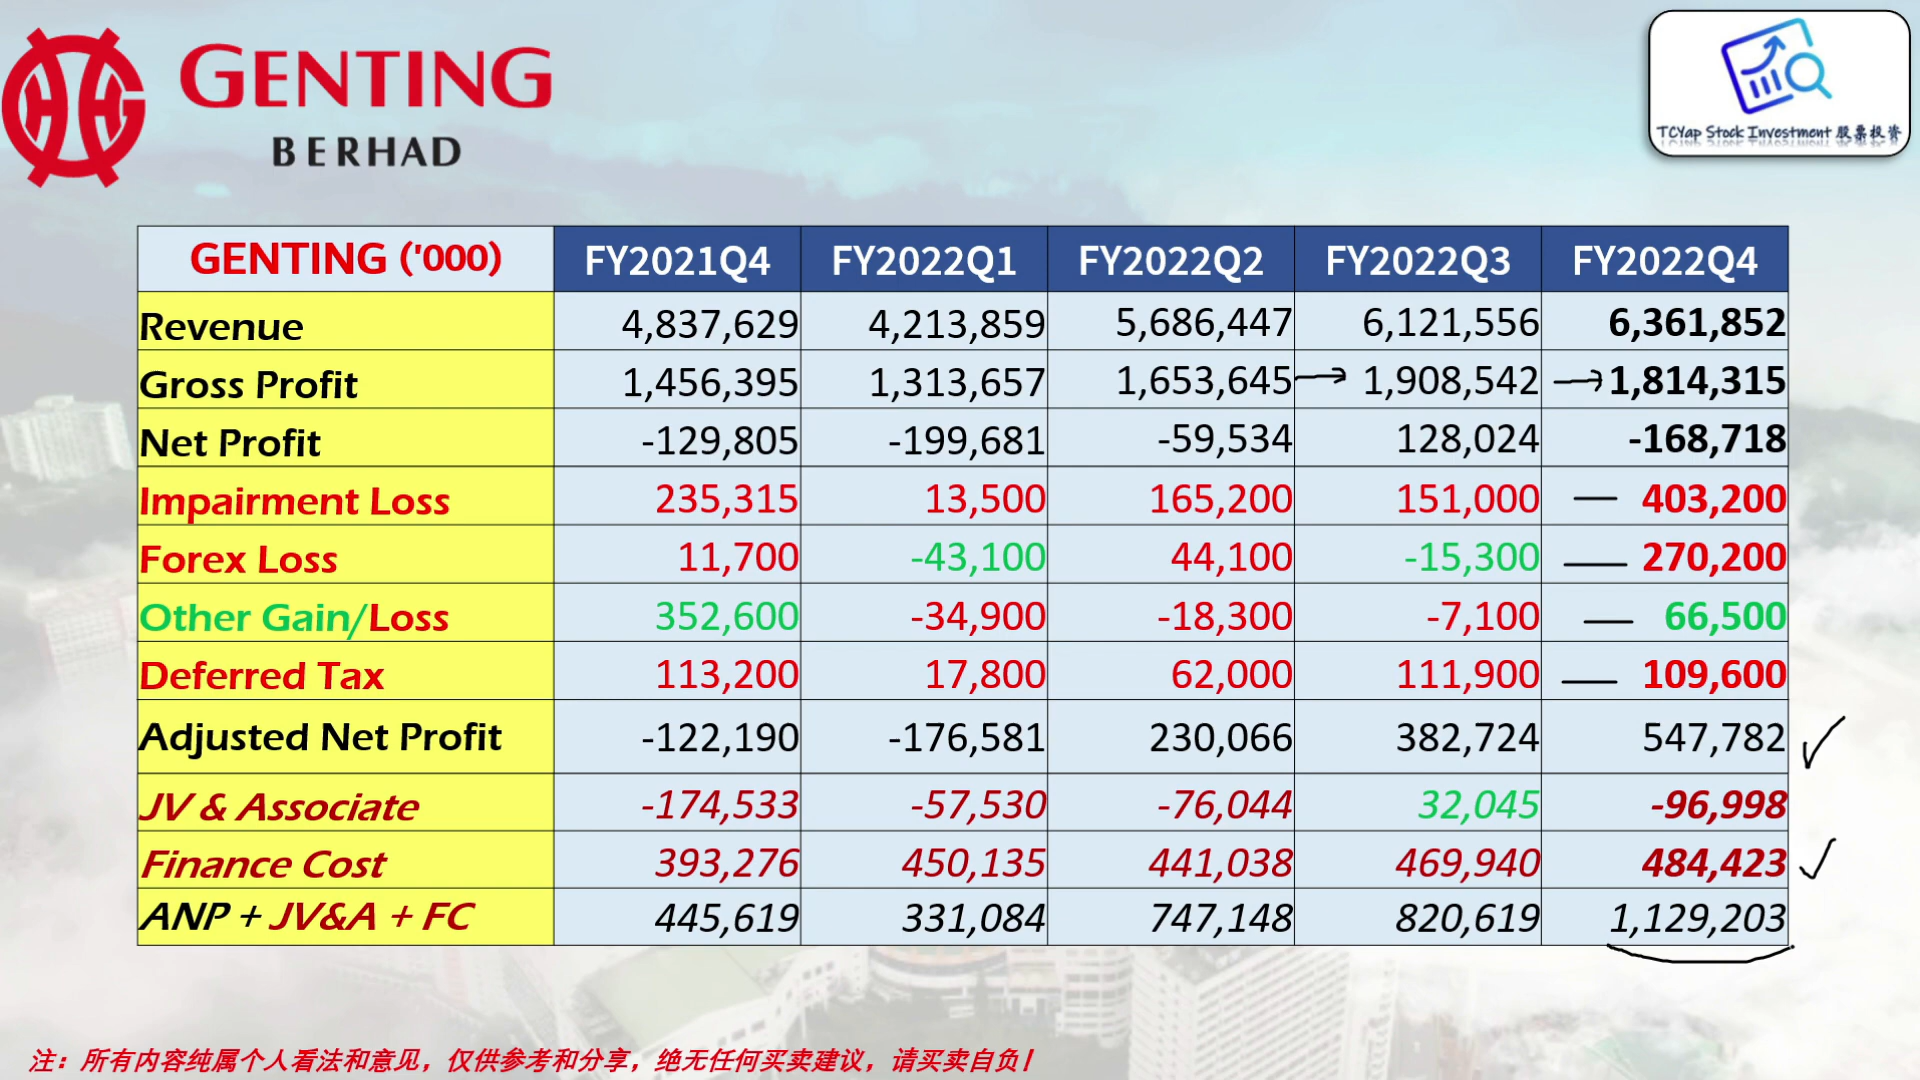 GENTING
BERHAD
TCYap Stock Investment 股票投资
GENTING ('000) FY2021Q4 FY2022Q1 FY2022Q2 FY2022Q3 FY2022Q4
Revenue 4,837,629 4,213,859 5,686,447 6,121,556 6,361,852
Gross Profit 1,456,395 1,313,657 1,653,645 1,908,542 1,814,315
Net Profit -129,805 -199,681 -59,534 128,024 -168,718
Impairment Loss 235,315 13,500 165,200 151,000 403,200
Forex Loss 11,700 -43,100 44,100 -15,300 270,200
Other Gain/Loss 352,600 -34,900 -18,300 -7,100 66,500
Deferred Tax 113,200 17,800 62,000 111,900 109,600
Adjusted Net Profit -122,190 -176,581 230,066 382,724 547,782
JV & Associate -174,533 -57,530 -76,044 32,045 -96,998
Finance Cost 393,276 450,135 441,038 469,940 484,423
ANP + JV&A + FC 445,619 331,084 747,148 820,619 1,129,203
注：所有内容纯属个人看法和意见，仅供参考和分享，绝无任何买卖建议，请买卖自负！